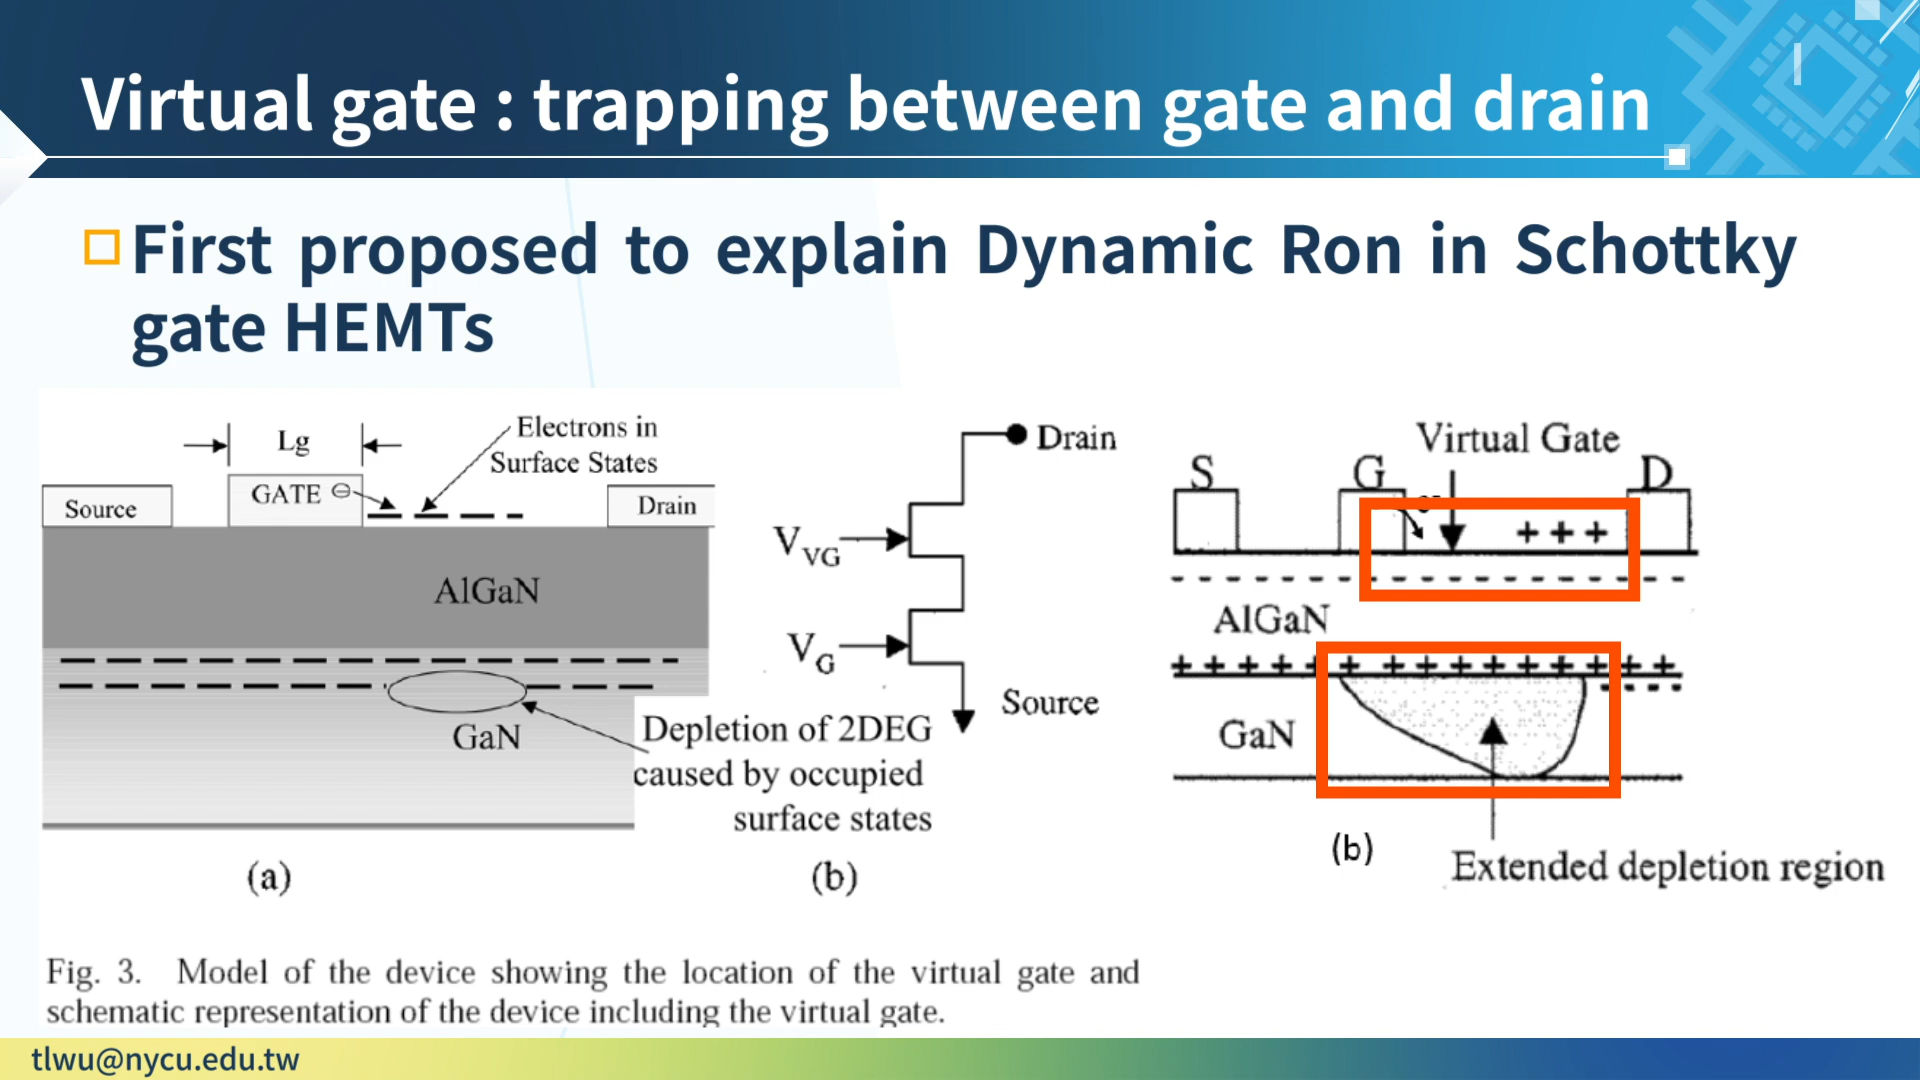 Virtual gate : trapping between gate and drain
First proposed to explain Dynamic Ron in Schottky
gate HEMTs
Lg
Electrons in
Surface States
Source
GATE ⊖
Drain
AlGaN
GaN
Depletion of 2DEG
caused by occupied
surface states
(a)
Drain
V_VG
V_G
Source
(b)
Virtual Gate
S
G
D
+ + +
AlGaN
+ + + + + + + + + + + + + + +
GaN
(b)
Extended depletion region
Fig. 3. Model of the device showing the location of the virtual gate and
schematic representation of the device including the virtual gate.
tlwu@nycu.edu.tw